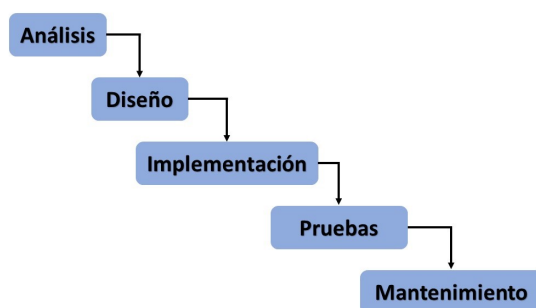 Análisis
Diseño
Implementación
Pruebas
Mantenimiento